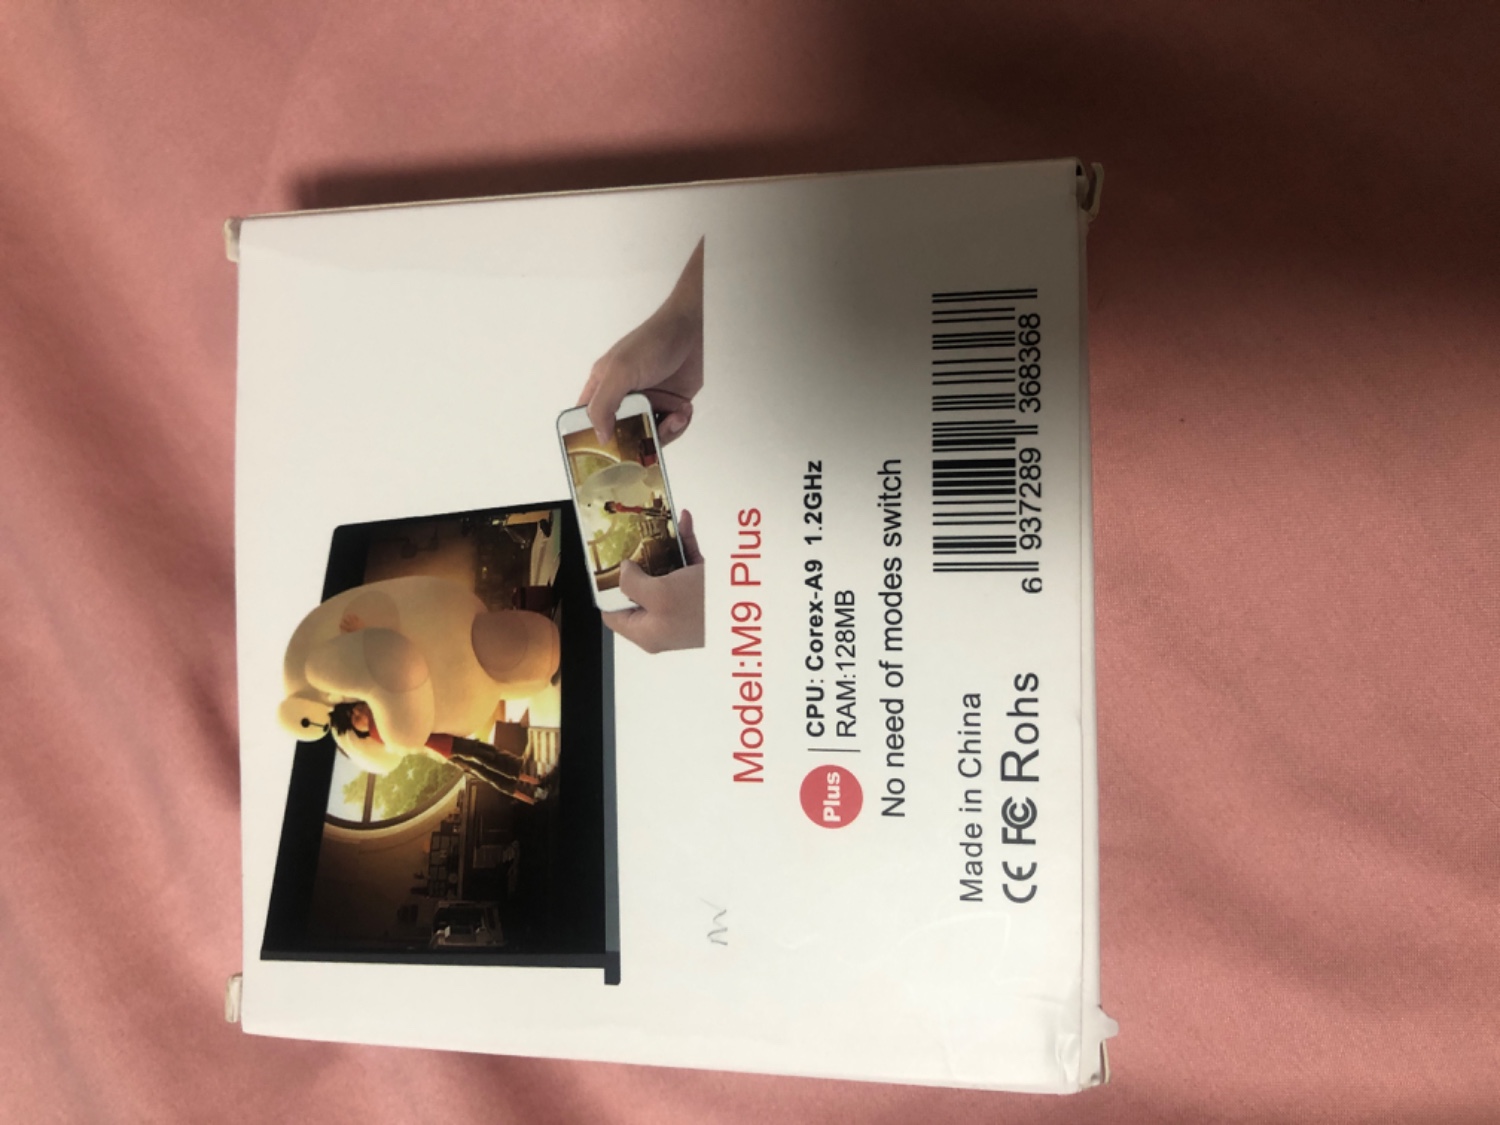 Model:M9 Plus
Plus
CPU: Corex-A9 1.2GHz
RAM:128MB
No need of modes switch
Made in China
CE FC Rohs
6 937289 368368